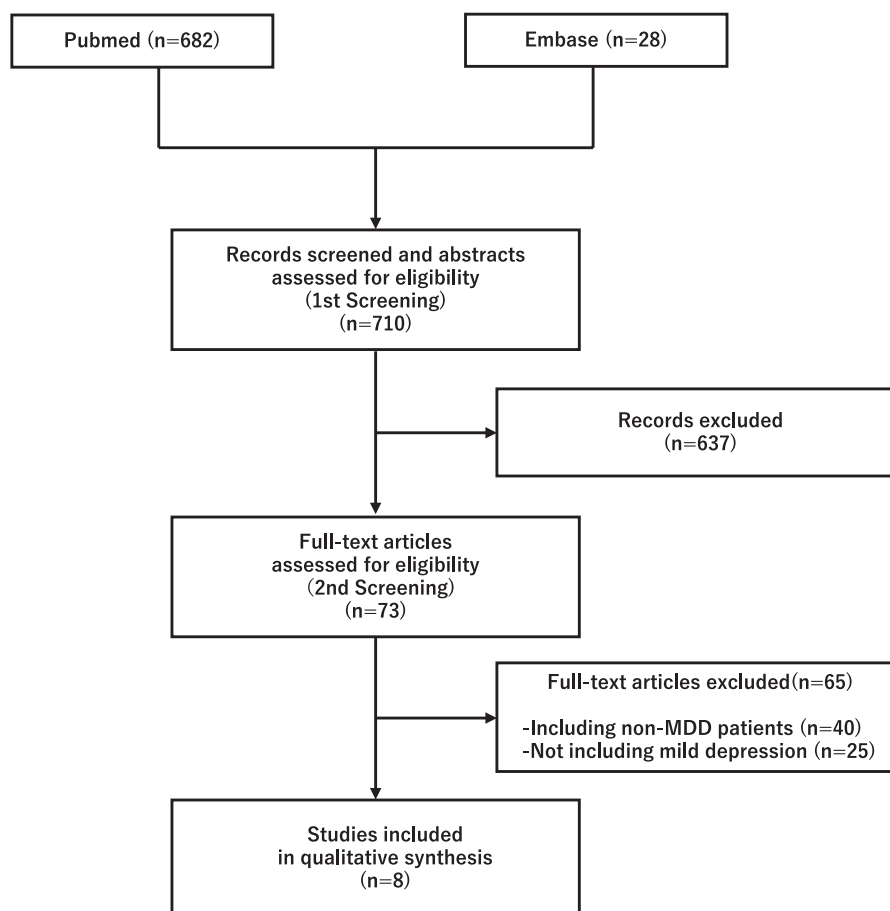 Pubmed (n=682)
Embase (n=28)
Records screened and abstracts
assessed for eligibility
(1st Screening)
(n=710)
Records excluded
(n=637)
Full-text articles
assessed for eligibility
(2nd Screening)
(n=73)
Full-text articles excluded(n=65)
-Including non-MDD patients (n=40)
-Not including mild depression (n=25)
Studies included
in qualitative synthesis
(n=8)